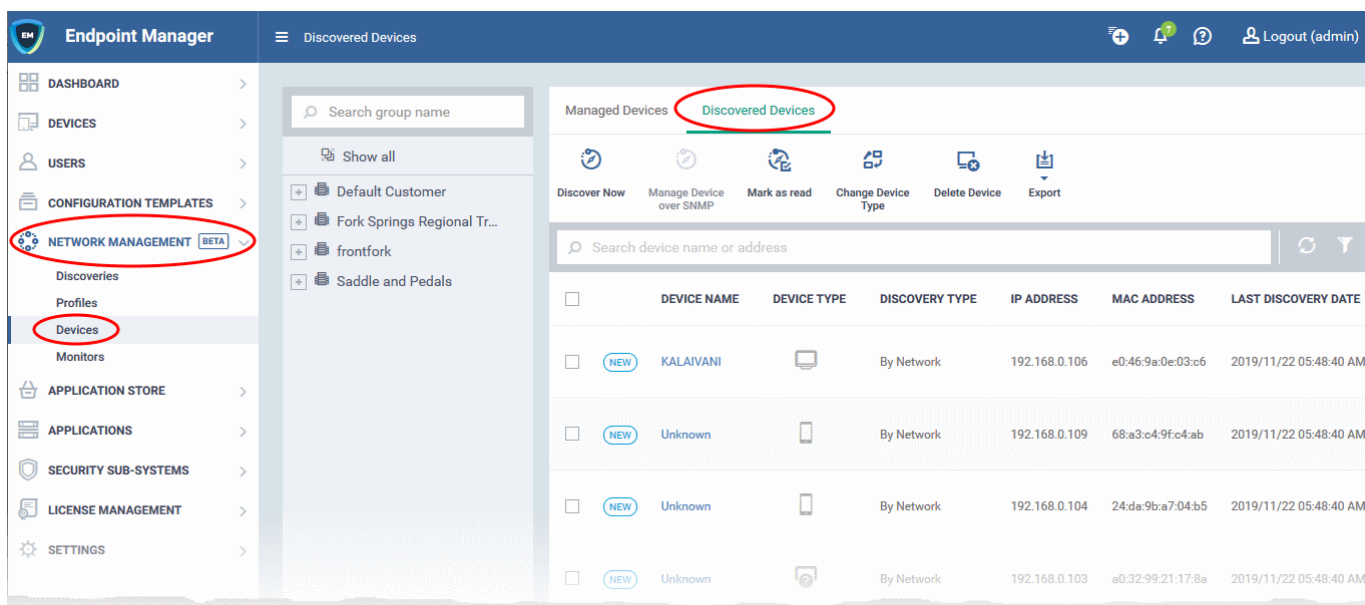 EM Endpoint Manager
Discovered Devices
7
Logout (admin)
DASHBOARD
DEVICES
USERS
CONFIGURATION TEMPLATES
NETWORK MANAGEMENT BETA
Discoveries
Profiles
Devices
Monitors
APPLICATION STORE
APPLICATIONS
SECURITY SUB-SYSTEMS
LICENSE MANAGEMENT
SETTINGS
Search group name
Show all
Default Customer
Fork Springs Regional Tr...
frontfork
Saddle and Pedals
Managed Devices Discovered Devices
Discover Now
Manage Device over SNMP
Mark as read
Change Device Type
Delete Device
Export
Search device name or address
DEVICE NAME DEVICE TYPE DISCOVERY TYPE IP ADDRESS MAC ADDRESS LAST DISCOVERY DATE
NEW KALAIVANI By Network 192.168.0.106 e0:46:9a:0e:03:c6 2019/11/22 05:48:40 AM
NEW Unknown By Network 192.168.0.109 68:a3:c4:9f:c4:ab 2019/11/22 05:48:40 AM
NEW Unknown By Network 192.168.0.104 24:da:9b:a7:04:b5 2019/11/22 05:48:40 AM
NEW Unknown By Network 192.168.0.103 a0:32:99:21:17:8a 2019/11/22 05:48:40 AM